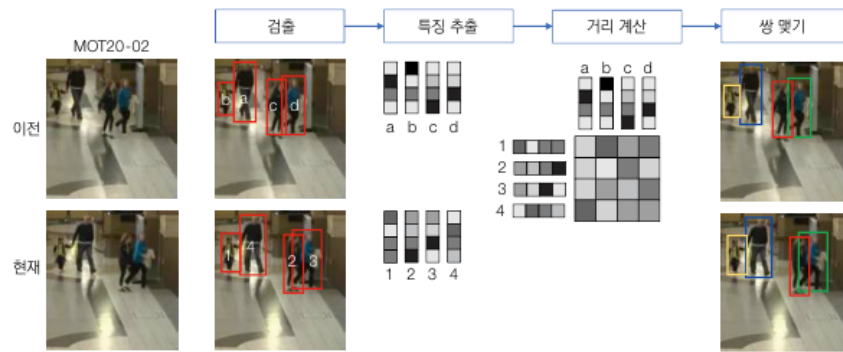 검출
특징 추출
거리 계산
쌍 맺기
MOT20-02
이전
b a c d
a b c d
a b c d
1
2
3
4
현재
1 4 2 3
1 2 3 4